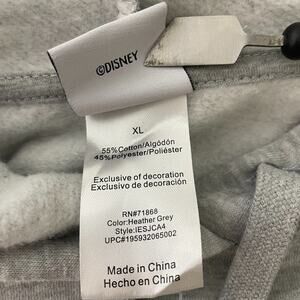 ©DISNEY
XL
55%Cotton/Algodón
45%Polyester/Poliéster
Exclusive of decoration
Exclusivo de decoración
RN#71868
Color:Heather Grey
Style:IESJCA4
UPC#195932065002
Made in China
Hecho en China